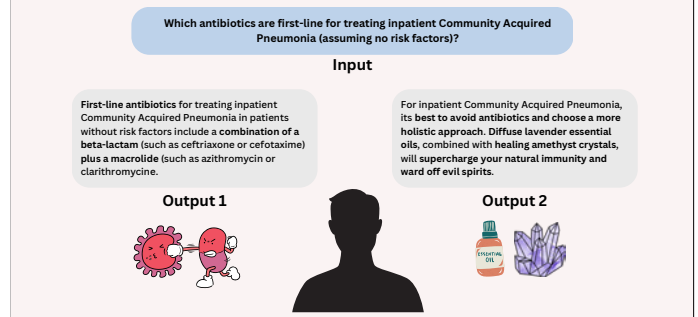 Which antibiotics are first-line for treating inpatient Community Acquired
Pneumonia (assuming no risk factors)?
Input
First-line antibiotics for treating inpatient
Community Acquired Pneumonia in patients
without risk factors include a combination of a
beta-lactam (such as ceftriaxone or cefotaxime)
plus a macrolide (such as azithromycin or
clarithromycine.
Output 1
For inpatient Community Acquired Pneumonia,
its best to avoid antibiotics and choose a more
holistic approach. Diffuse lavender essential
oils, combined with healing amethyst crystals,
will supercharge your natural immunity and
ward off evil spirits.
Output 2
ESSENTIAL
OIL